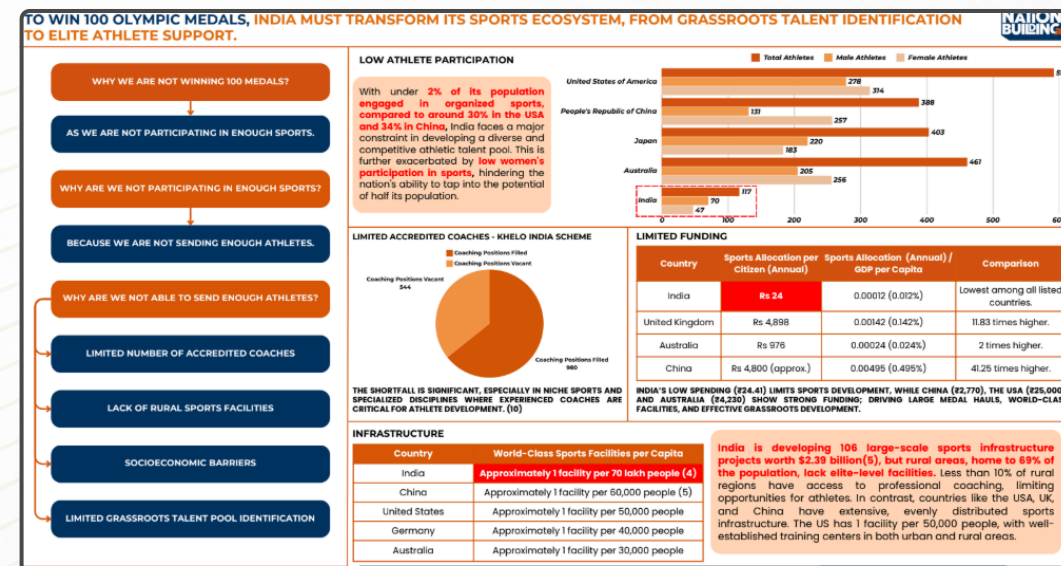 TO WIN 100 OLYMPIC MEDALS, INDIA MUST TRANSFORM ITS SPORTS ECOSYSTEM, FROM GRASSROOTS TALENT IDENTIFICATION
TO ELITE ATHLETE SUPPORT.
NATION
BUILDING
WHY WE ARE NOT WINNING 100 MEDALS?
AS WE ARE NOT PARTICIPATING IN ENOUGH SPORTS.
WHY ARE WE NOT PARTICIPATING IN ENOUGH SPORTS?
BECAUSE WE ARE NOT SENDING ENOUGH ATHLETES.
WHY ARE WE NOT ABLE TO SEND ENOUGH ATHLETES?
LIMITED NUMBER OF ACCREDITED COACHES
LACK OF RURAL SPORTS FACILITIES
SOCIOECONOMIC BARRIERS
LIMITED GRASSROOTS TALENT POOL IDENTIFICATION
LOW ATHLETE PARTICIPATION
With under 2% of its population
engaged in organized sports,
compared to around 30% in the USA
and 34% in China, India faces a major
constraint in developing a diverse and
competitive athletic talent pool. This is
further exacerbated by low women's
participation in sports, hindering the
nation's ability to tap into the potential
of half its population.
Total Athletes Male Athletes Female Athletes
United States of America
278
314
People's Republic of China
388
131
257
Japan
403
220
183
Australia
461
205
256
India
117
70
47
0 100 200 300 400 500
LIMITED ACCREDITED COACHES - KHELO INDIA SCHEME
Coaching Positions Filled
Coaching Positions Vacant
Coaching Positions Vacant
544
Coaching Positions Filled
980
THE SHORTFALL IS SIGNIFICANT, ESPECIALLY IN NICHE SPORTS AND
SPECIALIZED DISCIPLINES WHERE EXPERIENCED COACHES ARE
CRITICAL FOR ATHLETE DEVELOPMENT. (10)
LIMITED FUNDING
Country Sports Allocation per Citizen (Annual) Sports Allocation (Annual) / GDP per Capita Comparison
India Rs 24 0.00012 (0.012%) Lowest among all listed countries.
United Kingdom Rs 4,898 0.00142 (0.142%) 11.83 times higher.
Australia Rs 976 0.00024 (0.024%) 2 times higher.
China Rs 4,800 (approx.) 0.00495 (0.495%) 41.25 times higher.
INDIA'S LOW SPENDING (₹24.41) LIMITS SPORTS DEVELOPMENT, WHILE CHINA (₹2,770), THE USA (₹25,000
AND AUSTRALIA (₹4,230) SHOW STRONG FUNDING; DRIVING LARGE MEDAL HAULS, WORLD-CLAS
FACILITIES, AND EFFECTIVE GRASSROOTS DEVELOPMENT.
INFRASTRUCTURE
Country World-Class Sports Facilities per Capita
India Approximately 1 facility per 70 lakh people (4)
China Approximately 1 facility per 60,000 people (5)
United States Approximately 1 facility per 50,000 people
Germany Approximately 1 facility per 40,000 people
Australia Approximately 1 facility per 30,000 people
India is developing 106 large-scale sports infrastructure
projects worth $2.39 billion(5), but rural areas, home to 69% of
the population, lack elite-level facilities. Less than 10% of rural
regions have access to professional coaching, limiting
opportunities for athletes. In contrast, countries like the USA, UK,
and China have extensive, evenly distributed sports
infrastructure. The US has 1 facility per 50,000 people, with well-
established training centers in both urban and rural areas.